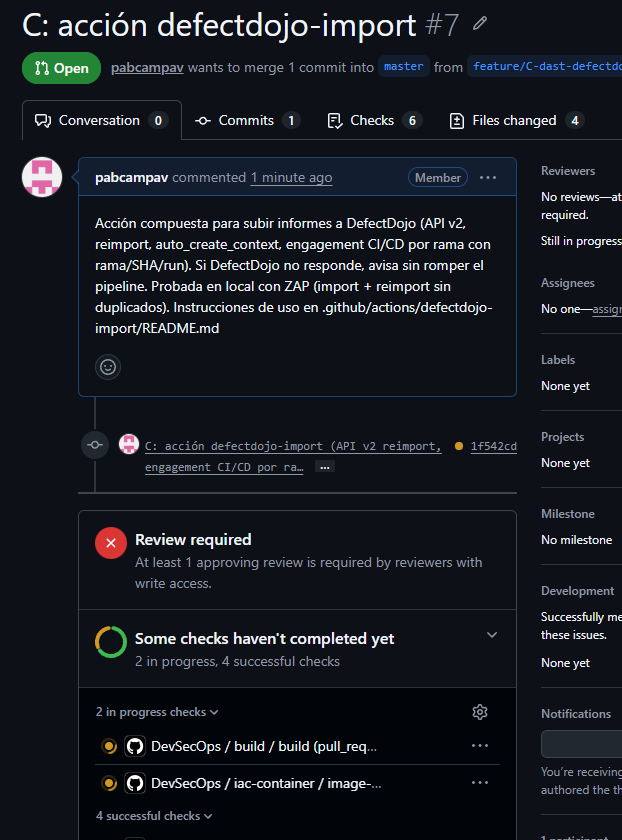 C: acción defectdojo-import #7
Open
pabcampav wants to merge 1 commit into master from feature/C-dast-defectdo
Conversation 0
Commits 1
Checks 6
Files changed 4
pabcampav commented 1 minute ago
Member
Acción compuesta para subir informes a DefectDojo (API v2,
reimport, auto_create_context, engagement CI/CD por rama con
rama/SHA/run). Si DefectDojo no responde, avisa sin romper el
pipeline. Probada en local con ZAP (import + reimport sin
duplicados). Instrucciones de uso en .github/actions/defectdojo-
import/README.md
C: acción defectdojo-import (API v2 reimport,
engagement CI/CD por ra…
...
1f542cd
Review required
At least 1 approving review is required by reviewers with
write access.
Some checks haven't completed yet
2 in progress, 4 successful checks
2 in progress checks
DevSecOps / build / build (pull_req...
DevSecOps / iac-container / image-...
4 successful checks
Reviewers
No reviews—at
required.
Still in progress
Assignees
No one—assign
Labels
None yet
Projects
None yet
Milestone
No milestone
Development
Successfully me
these issues.
None yet
Notifications
You're receiving
authored the th
1 participant